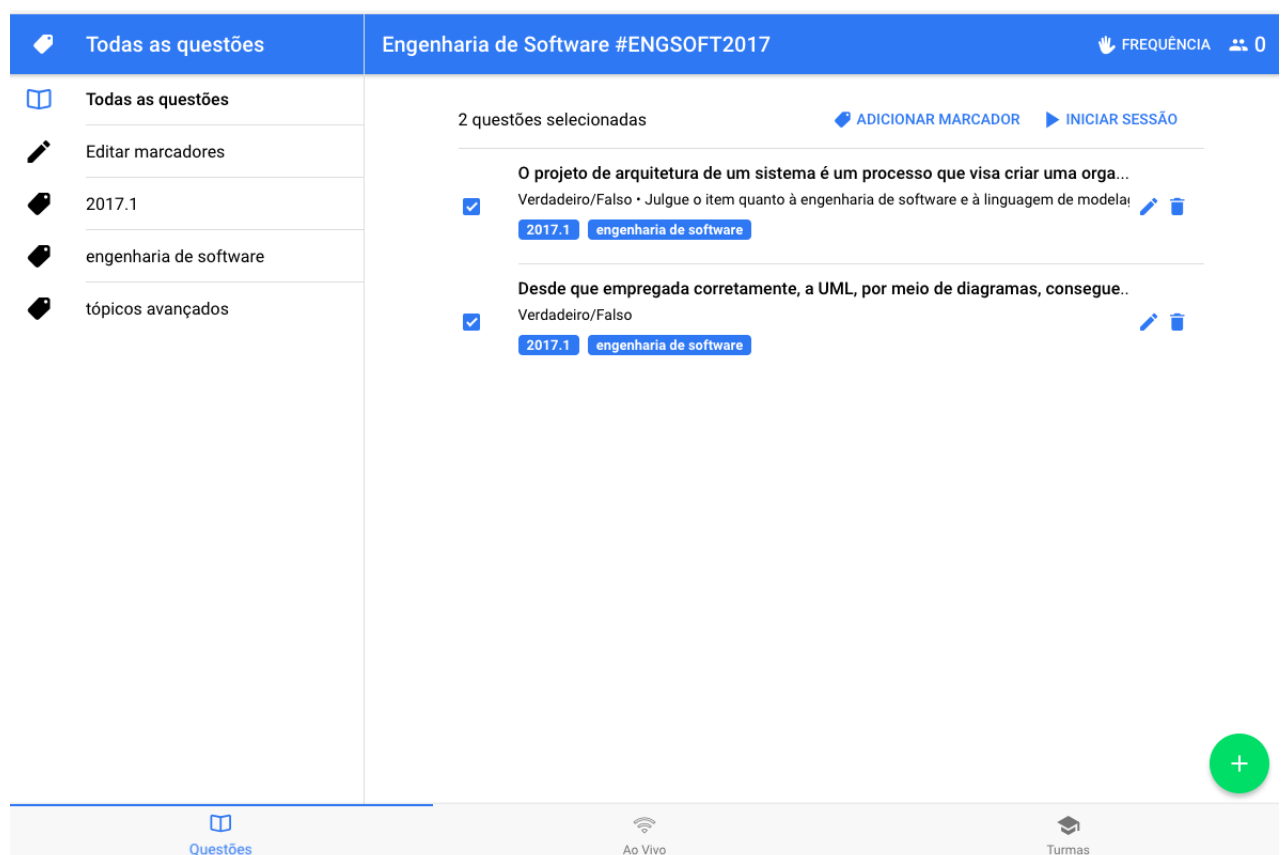 Todas as questões
Engenharia de Software #ENGSOFT2017
FREQUÊNCIA
0
Todas as questões
Editar marcadores
2017.1
engenharia de software
tópicos avançados
2 questões selecionadas
ADICIONAR MARCADOR
INICIAR SESSÃO
O projeto de arquitetura de um sistema é um processo que visa criar uma orga...
Verdadeiro/Falso • Julgue o item quanto à engenharia de software e à linguagem de
2017.1 engenharia de software
Desde que empregada corretamente, a UML, por meio de diagramas, consegue..
Verdadeiro/Falso
2017.1 engenharia de software
Questões
Ao Vivo
Turmas